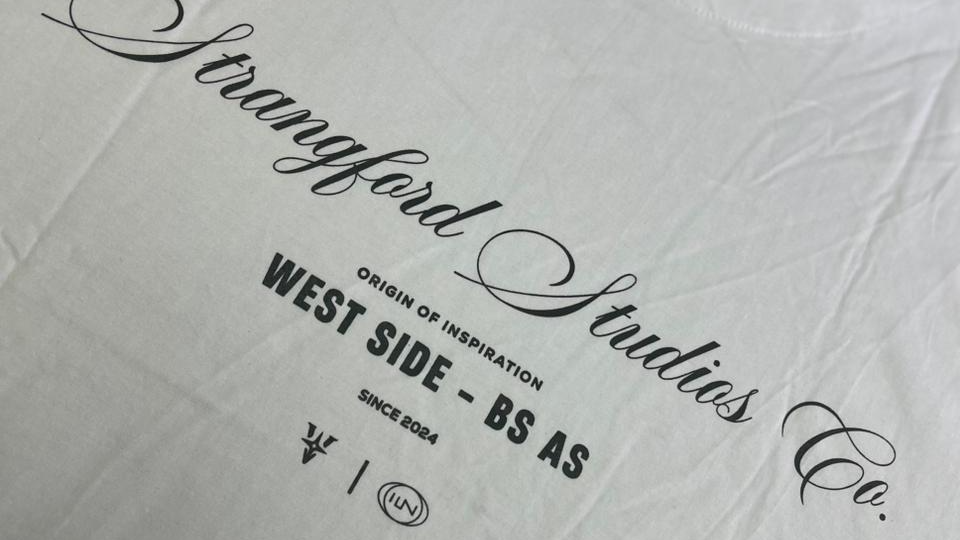 Strangford Studios Co.
ORIGIN OF INSPIRATION
WEST SIDE - BS AS
SINCE 2024